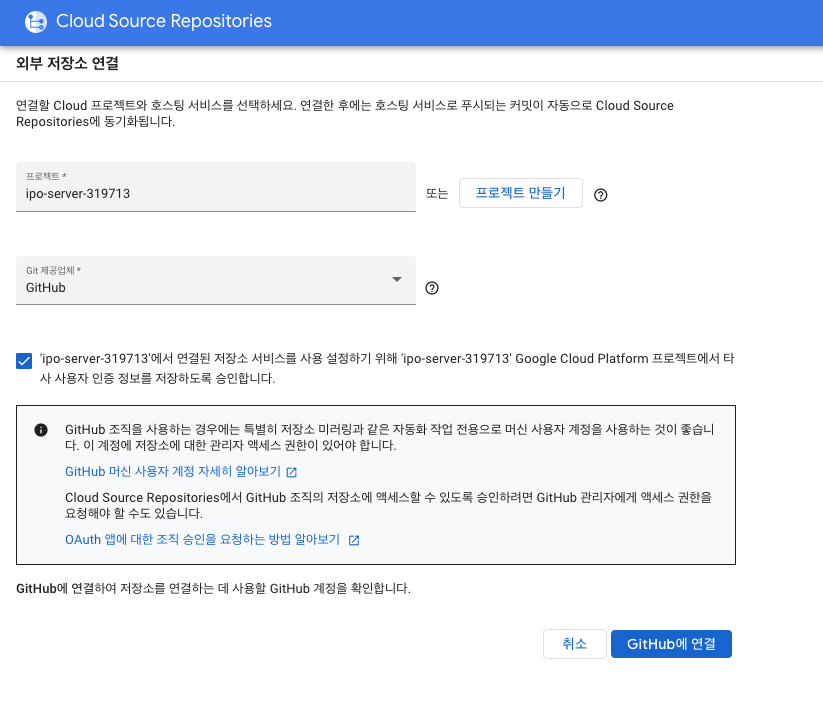 Cloud Source Repositories
외부 저장소 연결
연결할 Cloud 프로젝트와 호스팅 서비스를 선택하세요. 연결한 후에는 호스팅 서비스로 푸시되는 커밋이 자동으로 Cloud Source
Repositories에 동기화됩니다.
프로젝트 *
ipo-server-319713
또는
프로젝트 만들기
Git 제공업체 *
GitHub
'ipo-server-319713'에서 연결된 저장소 서비스를 사용 설정하기 위해 'ipo-server-319713' Google Cloud Platform 프로젝트에서 타
사 사용자 인증 정보를 저장하도록 승인합니다.
GitHub 조직을 사용하는 경우에는 특별히 저장소 미러링과 같은 자동화 작업 전용으로 머신 사용자 계정을 사용하는 것이 좋습니
다. 이 계정에 저장소에 대한 관리자 액세스 권한이 있어야 합니다.
GitHub 머신 사용자 계정 자세히 알아보기
Cloud Source Repositories에서 GitHub 조직의 저장소에 액세스할 수 있도록 승인하려면 GitHub 관리자에게 액세스 권한을
요청해야 할 수도 있습니다.
OAuth 앱에 대한 조직 승인을 요청하는 방법 알아보기
GitHub에 연결하여 저장소를 연결하는 데 사용할 GitHub 계정을 확인합니다.
취소
GitHub에 연결